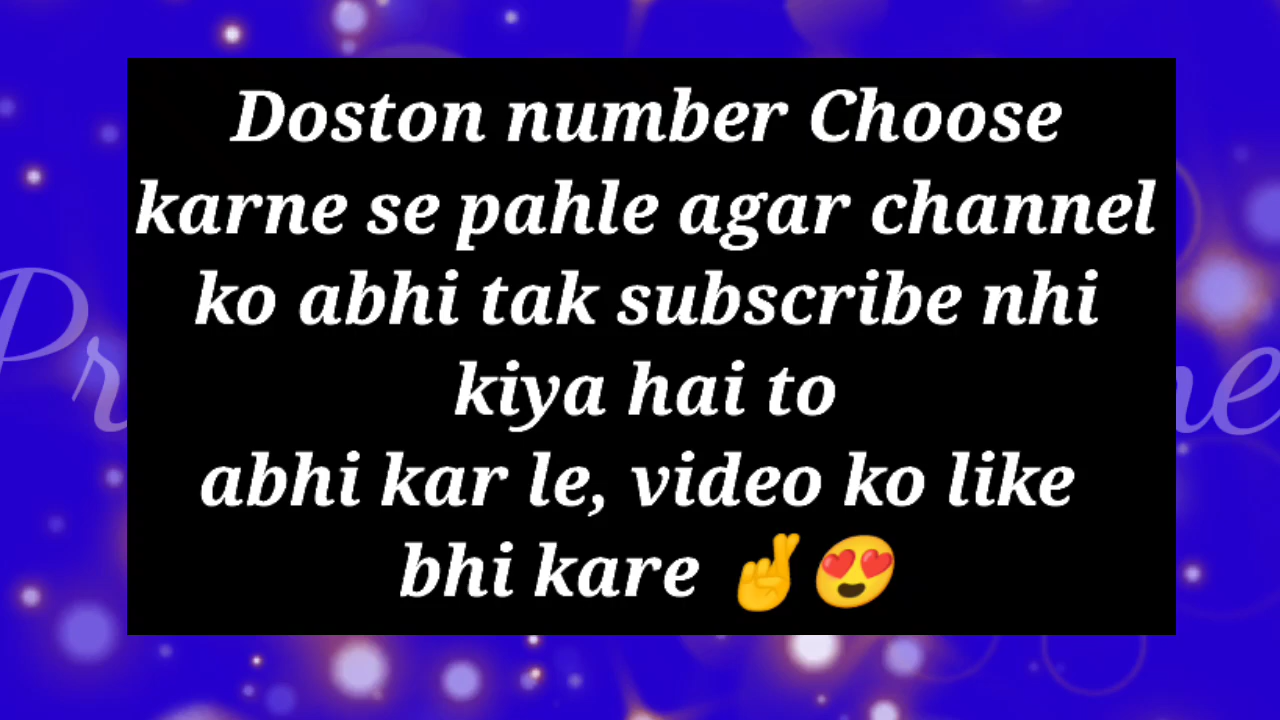 Doston number Choose
karne se pahle agar channel
ko abhi tak subscribe nhi
kiya hai to
abhi kar le, video ko like
bhi kare 🤞😍